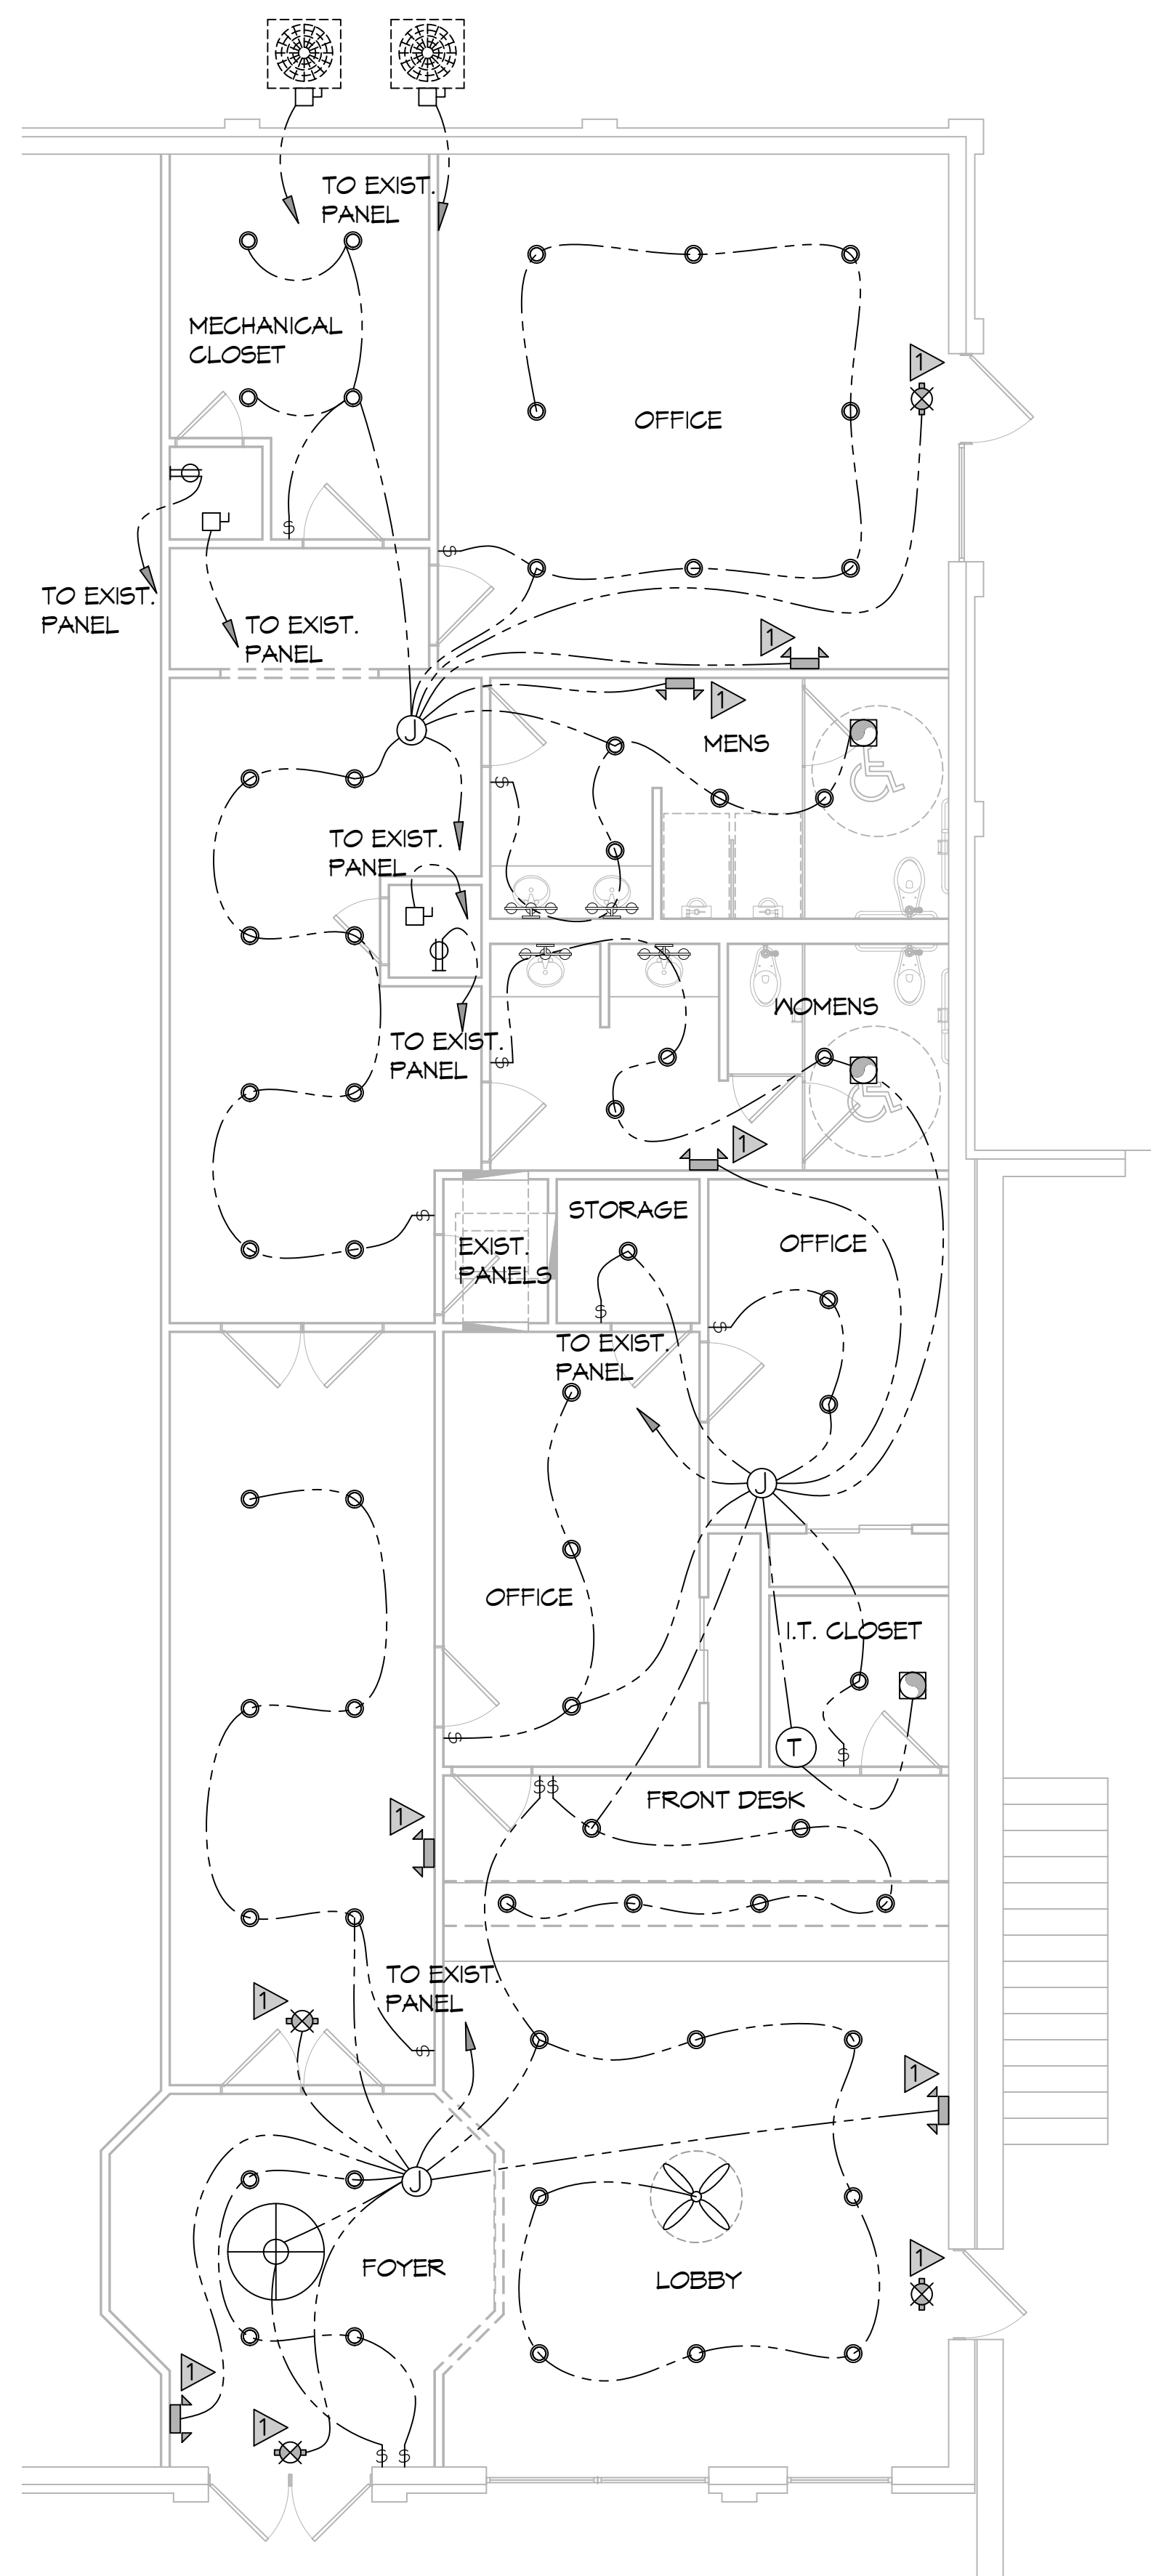 TO EXIST.
PANEL
MECHANICAL
CLOSET
1
OFFICE
$
$
TO EXIST.
PANEL
TO EXIST.
PANEL
1
1
J
MENS
$
TO EXIST.
PANEL
WOMENS
TO EXIST.
PANEL
$
1
STORAGE
$
OFFICE
EXIST.
PANELS
$
$
TO EXIST.
PANEL
J
OFFICE
I.T. CLOSET
$
T
$
$$
FRONT DESK
1
TO EXIST.
PANEL
1
$
1
J
1
FOYER
LOBBY
1
1
$ $